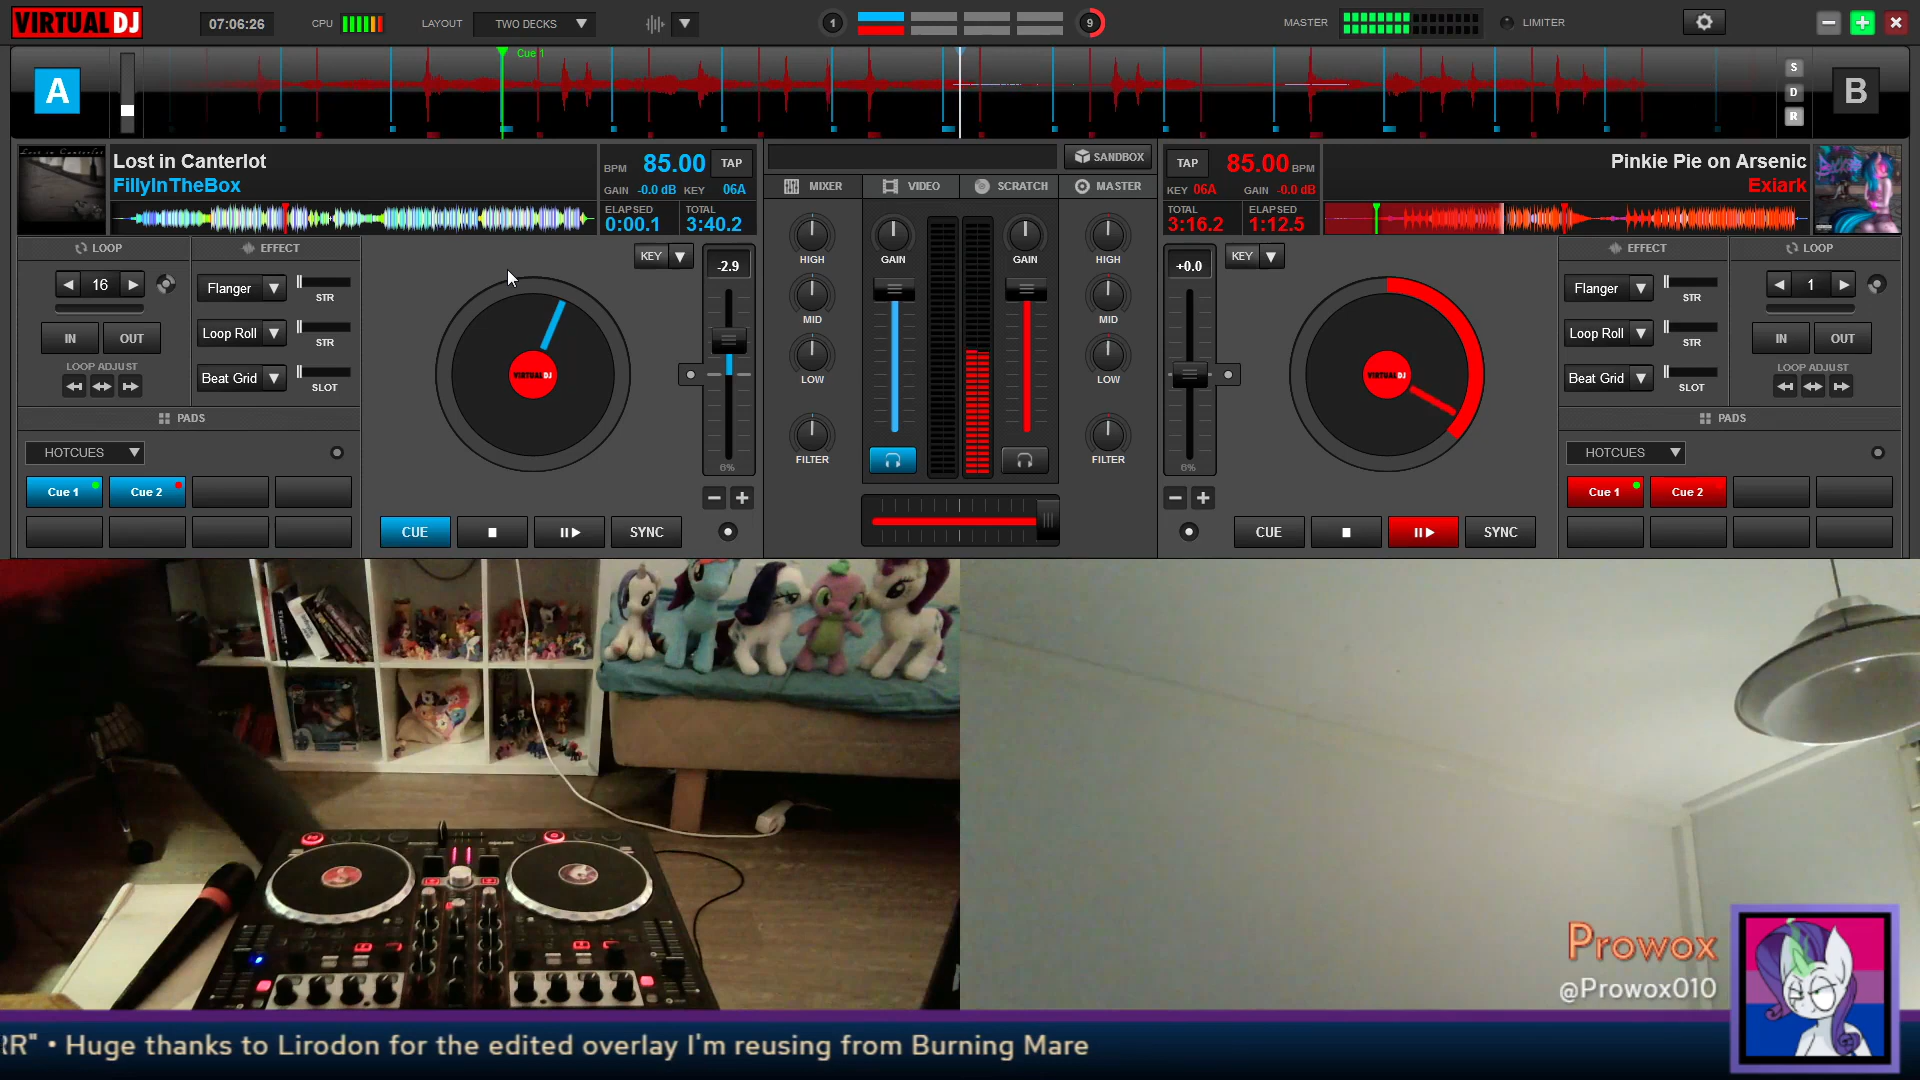 VIRTUAL DJ
07:06:26
CPU
LAYOUT
TWO DECKS
1
9
MASTER
LIMITER
Cue 1
A
S
D
R
B
Lost in Canterlot
FillyInTheBox
BPM 85.00 TAP
GAIN -0.0 dB KEY 06A
ELAPSED 0:00.1
TOTAL 3:40.2
SANDBOX
MIXER VIDEO SCRATCH MASTER
TAP 85.00 BPM
KEY 06A GAIN -0.0 dB
TOTAL 3:16.2
ELAPSED 1:12.5
Pinkie Pie on Arsenic
Exiark
LOOP
16
IN OUT
LOOP ADJUST
EFFECT
Flanger STR
Loop Roll STR
Beat Grid SLOT
PADS
HOTCUES
Cue 1 Cue 2
KEY
-2.9
6%
VIRTUAL DJ
CUE SYNC
HIGH
MID
LOW
FILTER
GAIN GAIN
HIGH
MID
LOW
FILTER
+0.0
KEY
6%
VIRTUAL DJ
CUE SYNC
EFFECT
Flanger STR
Loop Roll STR
Beat Grid SLOT
LOOP
1
IN OUT
LOOP ADJUST
PADS
HOTCUES
Cue 1 Cue 2
Prowox
@Prowox010
RR" • Huge thanks to Lirodon for the edited overlay I'm reusing from Burning Mare